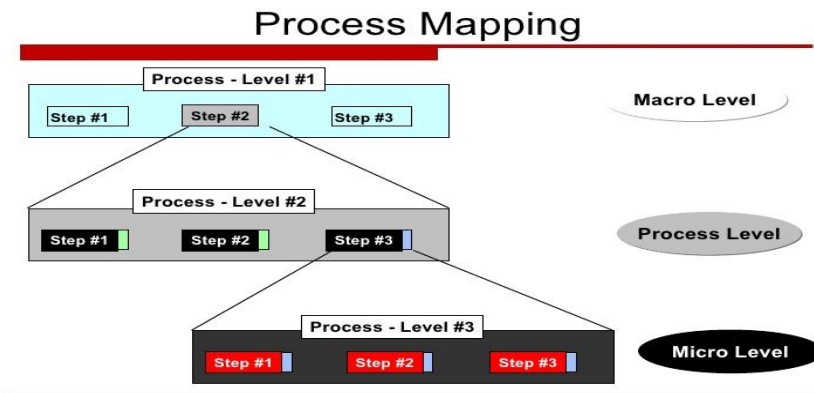 Process Mapping
Process - Level #1
Step #1
Step #2
Step #3
Macro Level
Process - Level #2
Step #1
Step #2
Step #3
Process Level
Process - Level #3
Step #1
Step #2
Step #3
Micro Level